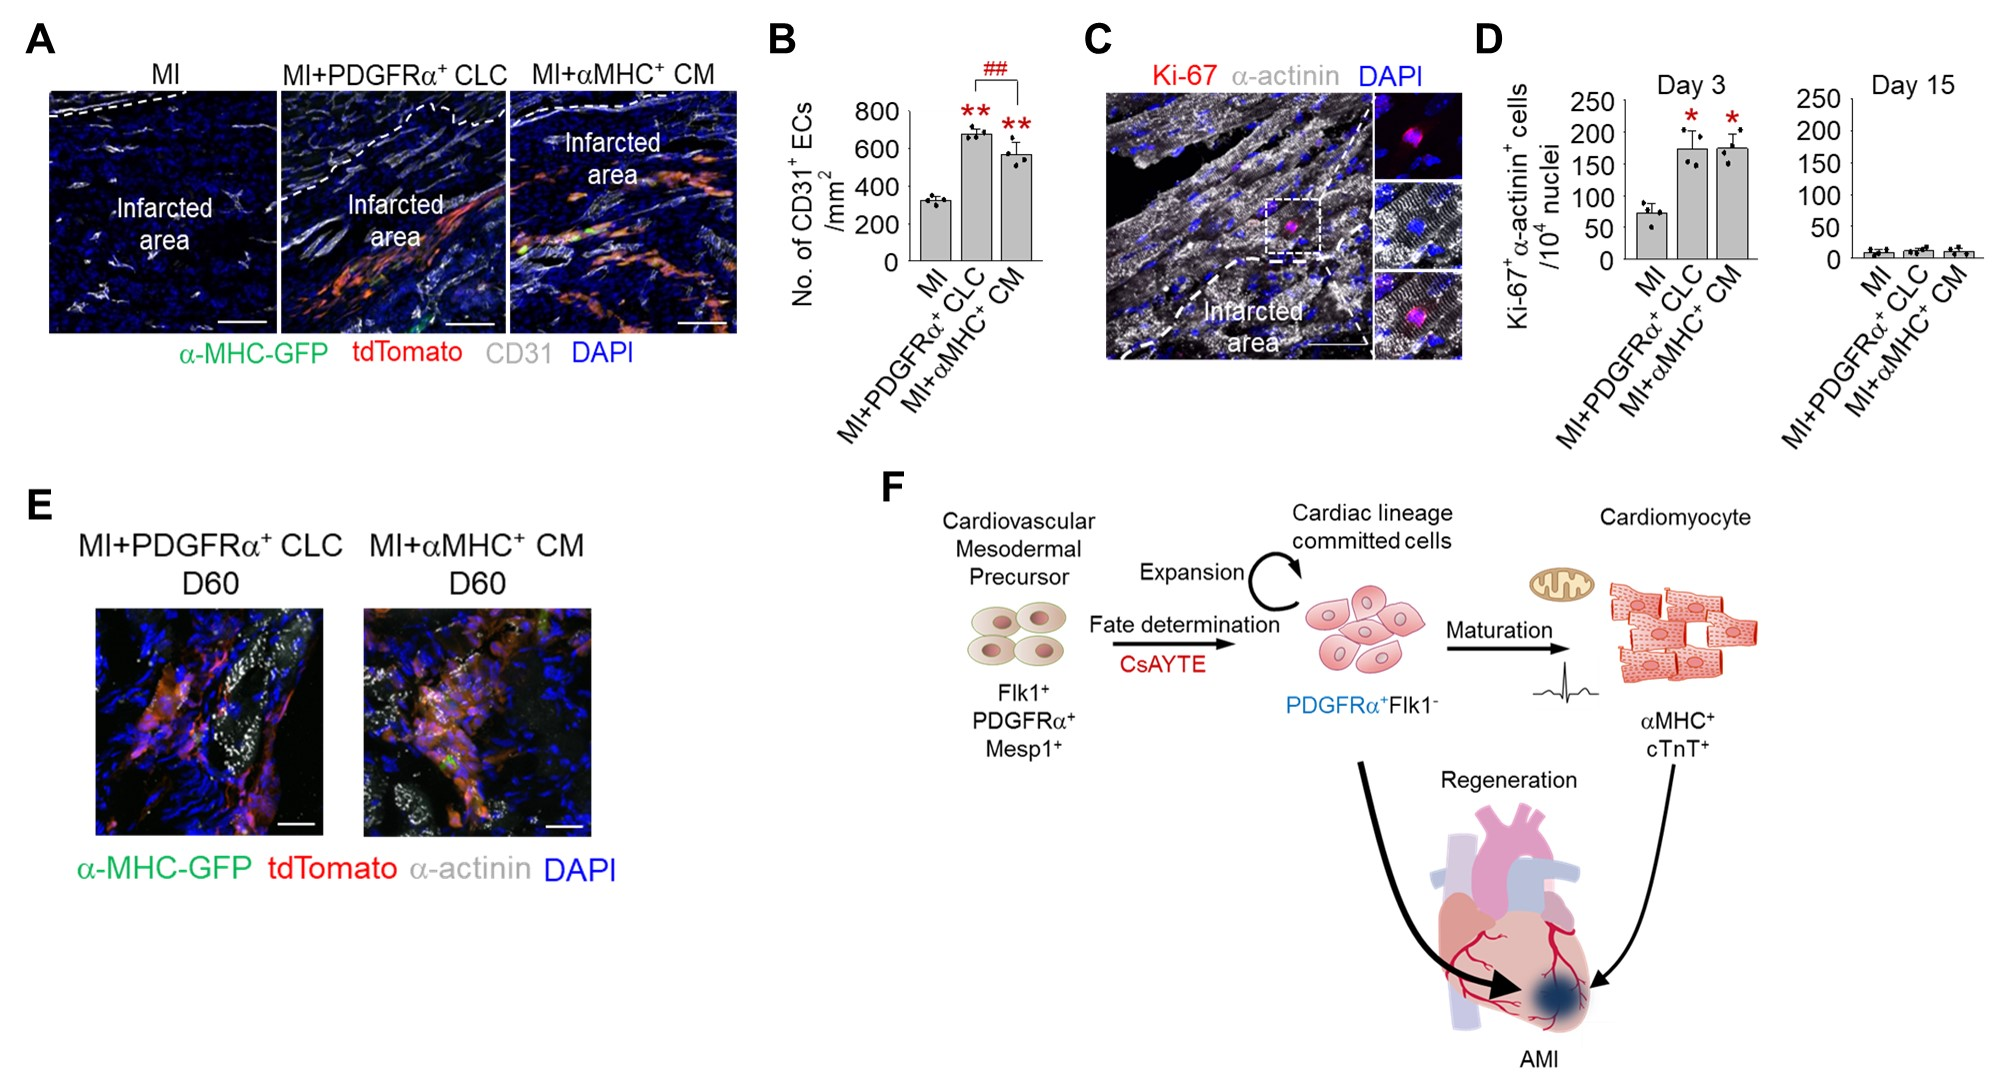 A
MI
MI+PDGFRα⁺ CLC
MI+αMHC⁺ CM
Infarcted
area
Infarcted
area
Infarcted
area
α-MHC-GFP tdTomato CD31 DAPI
B
No. of CD31⁺ ECs
/mm²
800
600
400
200
0
##
**
**
MI
MI+PDGFRα⁺ CLC
MI+αMHC⁺ CM
C
Ki-67 α-actinin DAPI
Infarcted
area
D
Ki-67⁺ α-actinin⁺ cells
/10⁴ nuclei
Day 3
250
200
150
100
50
0
*
*
MI
MI+PDGFRα⁺ CLC
MI+αMHC⁺ CM
Day 15
250
200
150
100
50
0
MI
MI+PDGFRα⁺ CLC
MI+αMHC⁺ CM
E
MI+PDGFRα⁺ CLC
D60
MI+αMHC⁺ CM
D60
α-MHC-GFP tdTomato α-actinin DAPI
F
Cardiovascular
Mesodermal
Precursor
Flk1⁺
PDGFRα⁺
Mesp1⁺
Expansion
Fate determination
CsAYTE
Cardiac lineage
committed cells
PDGFRα⁺Flk1⁻
Maturation
Cardiomyocyte
αMHC⁺
cTnT⁺
Regeneration
AMI